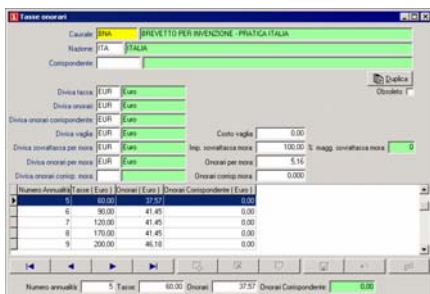 Tasse onorari
Causale BNA BREVETTO PER INVENZIONE - PRATICA ITALIA
Nazione ITA ITALIA
Corrispondente
Duplica
Divisa tassa EUR Euro Obsoleto
Divisa onorari EUR Euro
Divisa onorari corrispondente EUR Euro
Divisa vaglia EUR Euro Costo vaglia 0,00
Divisa sovrattassa per mora EUR Euro Imp. sovrattassa mora 100,00 % magg. sovrattassa mora 0
Divisa onorari per mora EUR Euro Onorari per mora 5,16
Divisa onorari corrisp. mora Onorari corrisp.mora 0,000
Numero Annualità Tasse ( Euro ) Onorari ( Euro ) Onorari Corrispondente ( Euro )
5 60,00 37,57 0,00
6 90,00 41,45 0,00
7 120,00 41,45 0,00
8 170,00 41,45 0,00
9 200,00 46,18 0,00
Numero annualità 5 Tasse 60,00 Onorari 37,57 Onorari Corrispondente 0,00